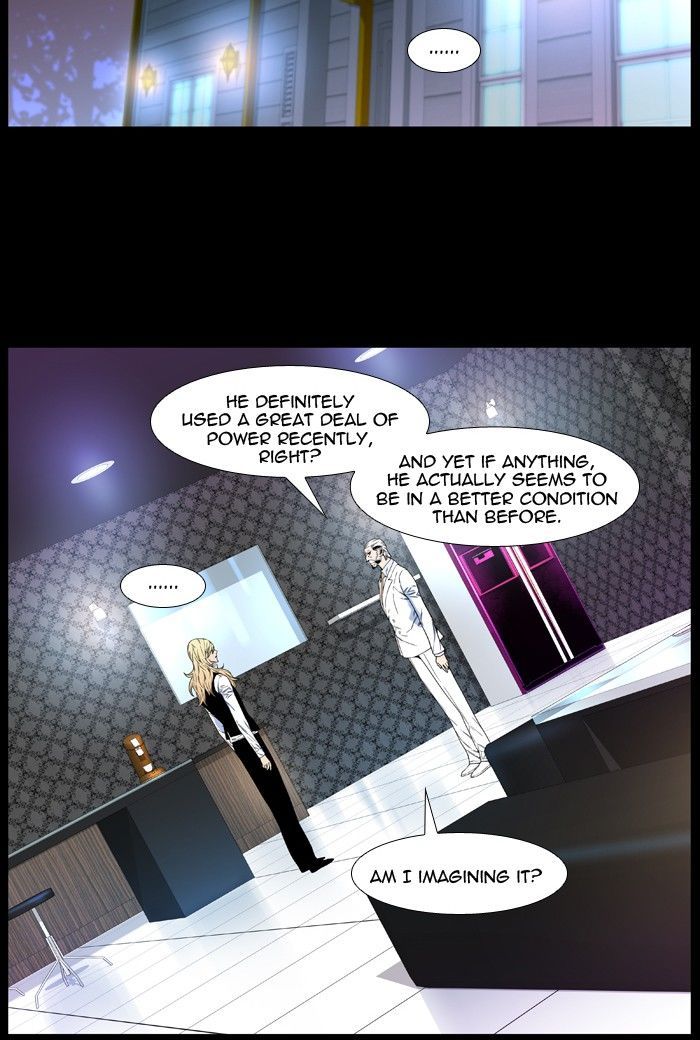 ......
HE DEFINITELY
USED A GREAT DEAL OF
POWER RECENTLY,
RIGHT?
AND YET IF ANYTHING,
HE ACTUALLY SEEMS TO
BE IN A BETTER CONDITION
THAN BEFORE.
......
AM I IMAGINING IT?